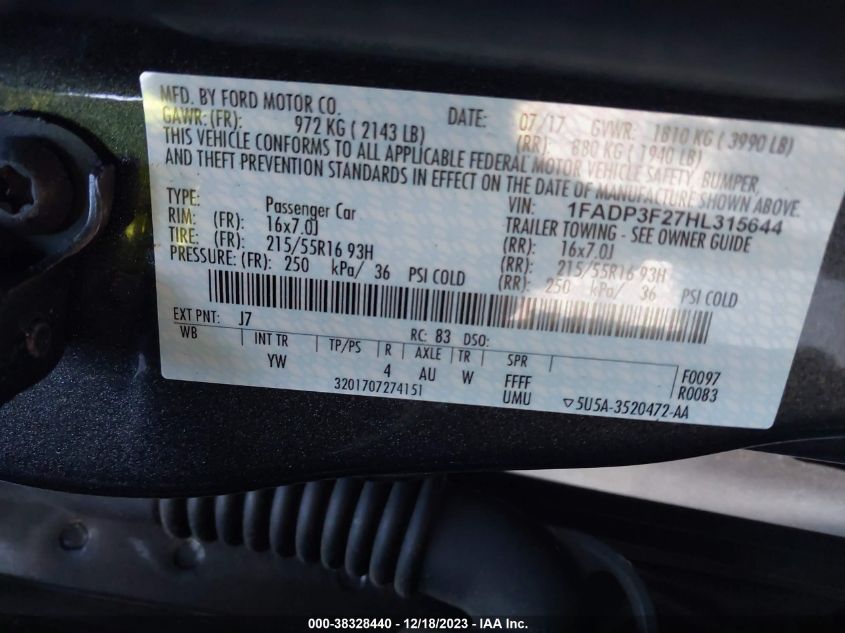 MFD. BY FORD MOTOR CO. DATE: 07/17 GVWR: 1810 KG ( 3990 LB)
GAWR: (FR): 972 KG ( 2143 LB) (RR): 880 KG ( 1940 LB)
THIS VEHICLE CONFORMS TO ALL APPLICABLE FEDERAL MOTOR VEHICLE SAFETY, BUMPER,
AND THEFT PREVENTION STANDARDS IN EFFECT ON THE DATE OF MANUFACTURE SHOWN ABOVE.
VIN: 1FADP3F27HL315644
TYPE: Passenger Car TRAILER TOWING - SEE OWNER GUIDE
RIM: (FR): 16x7.0J (RR): 16x7.0J
TIRE: (FR): 215/55R16 93H (RR): 215/55R16 93H
PRESSURE: (FR): 250 kPa/ 36 PSI COLD (RR): 250 kPa/ 36 PSI COLD
EXT PNT: J7 RC: 83 DSO:
WB INT TR TP/PS R AXLE TR SPR F0097
YW 4 AU W FFFF R0083
3201707274151 UMU ▽5U5A-3520472-AA
000-38328440 – 12/18/2023 – IAA Inc.